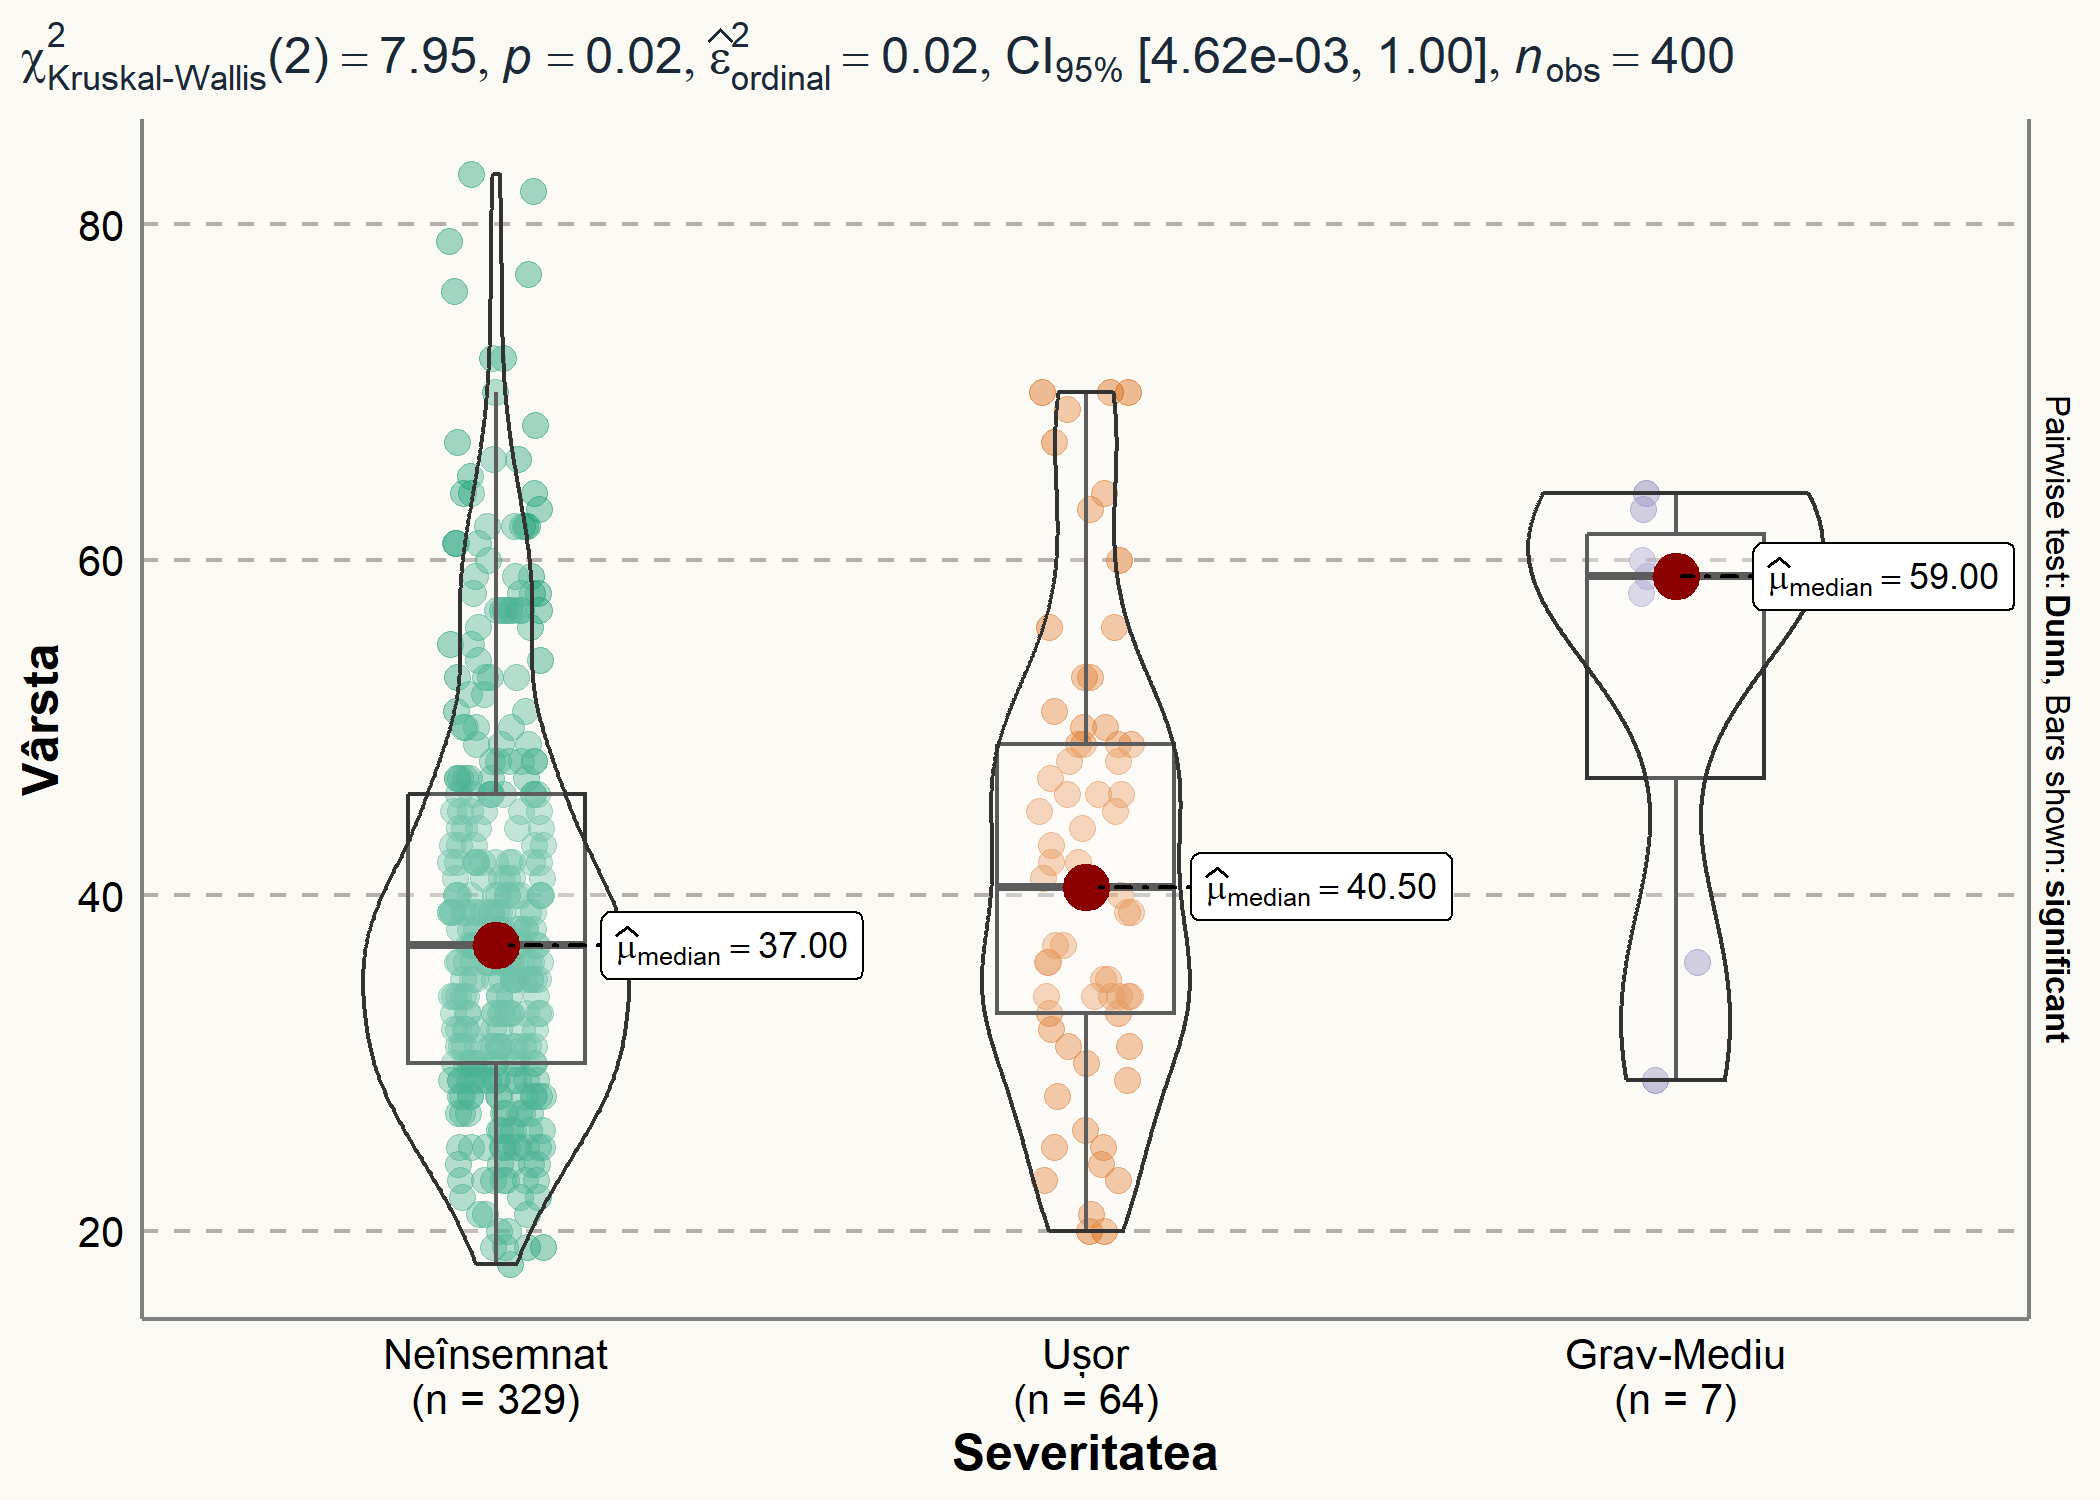 χ²Kruskal-Wallis(2) = 7.95, p = 0.02, ε̂²ordinal = 0.02, CI95% [4.62e-03, 1.00], nobs = 400
80
60
40
20
Vârsta
μ̂median = 37.00
μ̂median = 40.50
μ̂median = 59.00
Pairwise test: Dunn, Bars shown: significant
Neînsemnat
(n = 329)
Ușor
(n = 64)
Grav-Mediu
(n = 7)
Severitatea